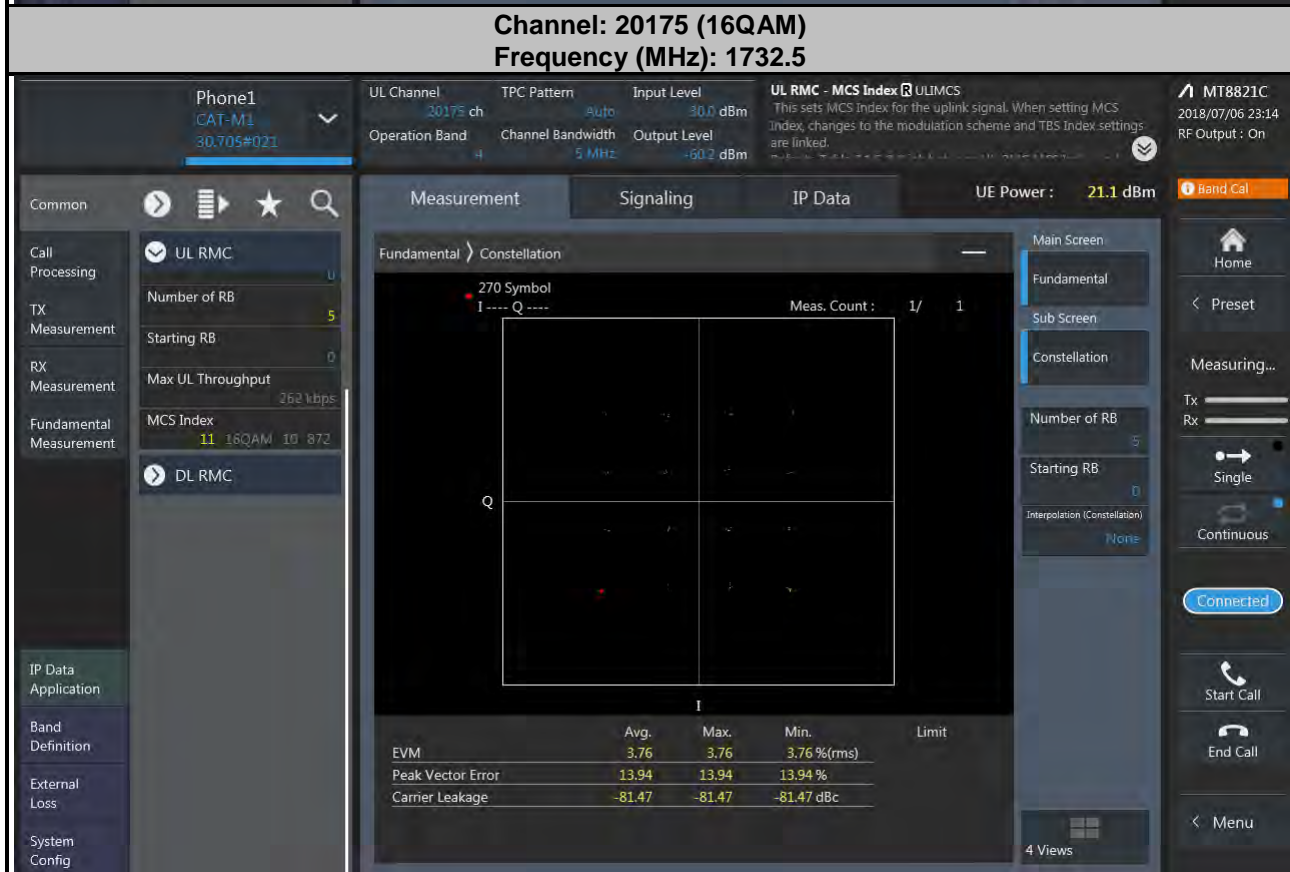 Channel: 20175 (16QAM)
Frequency (MHz): 1732.5
Phone1
CAT-M1
30.70S#021
UL Channel
20175 ch
TPC Pattern
Auto
Input Level
30.0 dBm
Operation Band
4
Channel Bandwidth
5 MHz
Output Level
-60.2 dBm
UL RMC - MCS Index R ULIMCS
This sets MCS Index for the uplink signal. When setting MCS
Index, changes to the modulation scheme and TBS Index settings
are linked.
MT8821C
2018/07/06 23:14
RF Output : On
Common
Measurement
Signaling
IP Data
UE Power : 21.1 dBm
Band Cal
Call
Processing
TX
Measurement
RX
Measurement
Fundamental
Measurement
IP Data
Application
Band
Definition
External
Loss
System
Config
UL RMC
0
Number of RB
5
Starting RB
0
Max UL Throughput
262 kbps
MCS Index
11 16QAM 10 872
DL RMC
Fundamental Constellation
270 Symbol
I ---- Q ----
Meas. Count : 1/ 1
Q
I
Avg. Max. Min. Limit
EVM 3.76 3.76 3.76 %(rms)
Peak Vector Error 13.94 13.94 13.94 %
Carrier Leakage -81.47 -81.47 -81.47 dBc
Main Screen
Fundamental
Sub Screen
Constellation
Number of RB
5
Starting RB
0
Interpolation (Constellation)
None
4 Views
Home
< Preset
Measuring...
Tx
Rx
Single
Continuous
Connected
Start Call
End Call
< Menu